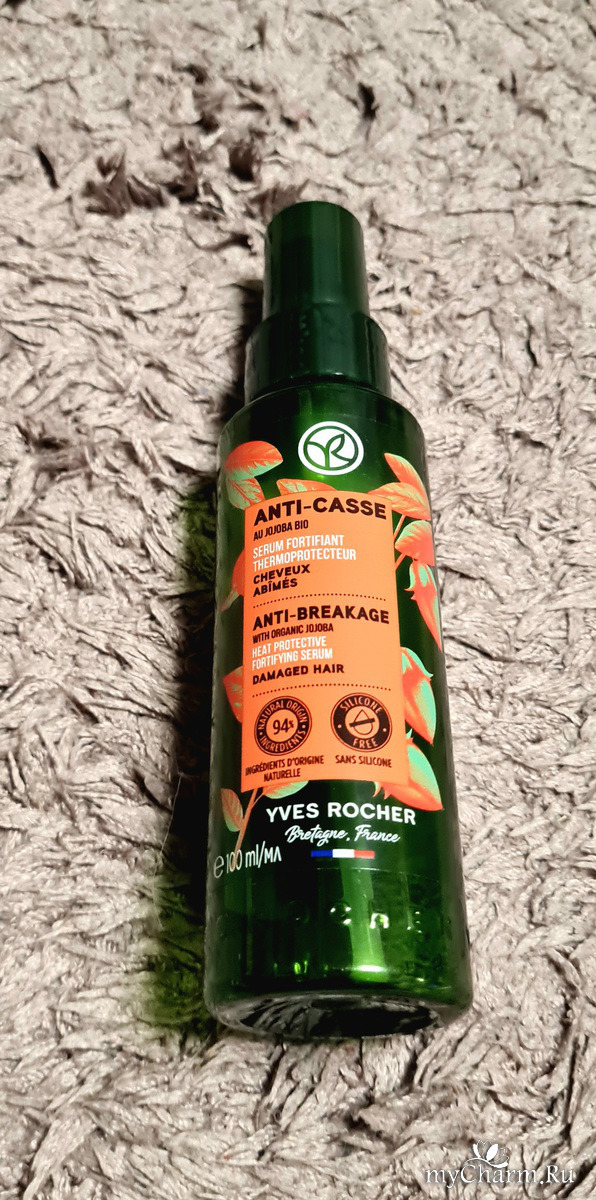 ANTI-CASSE
AU JOJOBA BIO
SERUM FORTIFIANT
THERMOPROTECTEUR
CHEVEUX
ABÎMÉS
ANTI-BREAKAGE
WITH ORGANIC JOJOBA
HEAT PROTECTIVE
FORTIFYING SERUM
DAMAGED HAIR
NATURAL ORIGIN
94%
INGREDIENTS
SILICONE
FREE
INGRÉDIENTS D'ORIGINE
NATURELLE
SANS SILICONE
YVES ROCHER
Bretagne, France
e 100 ml/МЛ
myCharm.Ru